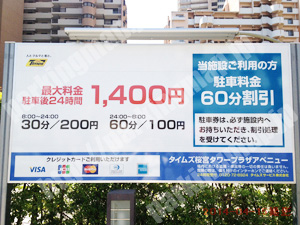 Times
最大料金
駐車後24時間
1,400円
8:00〜24:00
30分/200円
24:00〜8:00
60分/100円
クレジットカードご利用いただけます
VISA
JCB
MasterCard
当施設ご利用の方
駐車料金
60分割引
駐車券は、必ず施設内へ
お持ちいただき、割引処理
を受けてください。
タイムズ桜宮タワープラザアベニュー